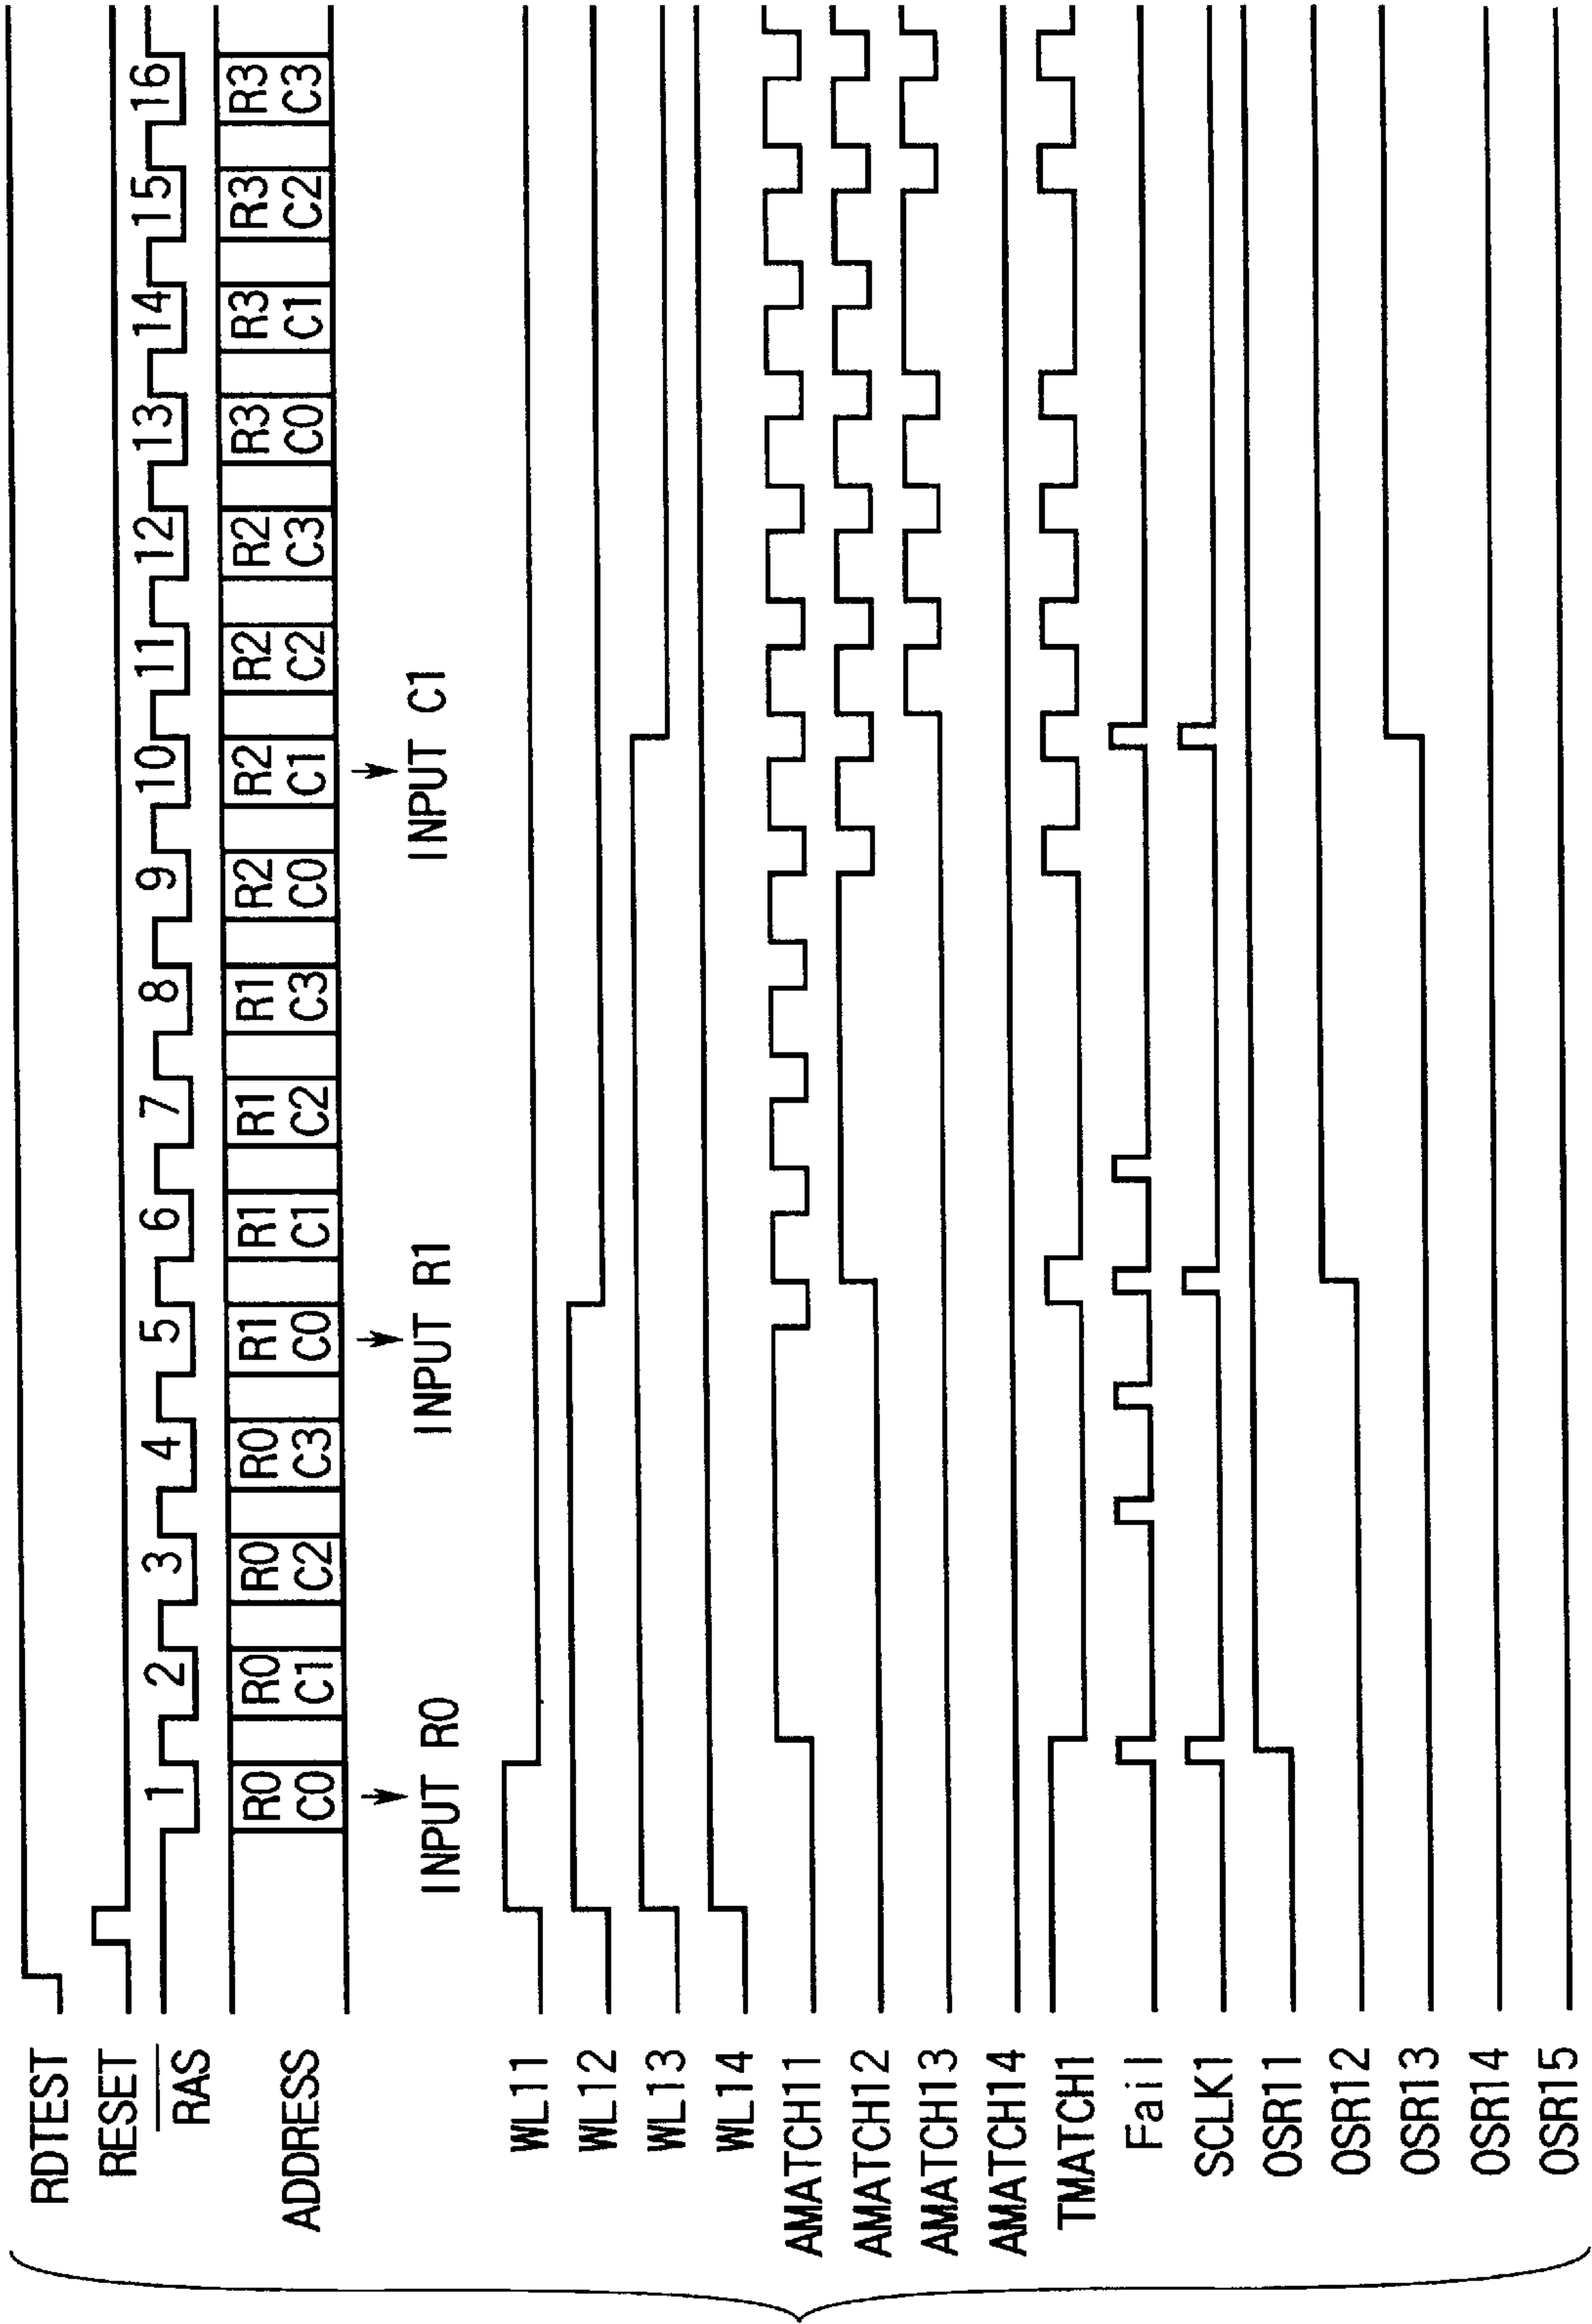 RDTEST
RESET
RAS 1 2 3 4 5 6 7 8 9 10 11 12 13 14 15 16
ADDRESS R0 R0 R0 R0 R1 R1 R1 R1 R2 R2 R2 R2 R3 R3 R3 R3
C0 C1 C2 C3 C0 C1 C2 C3 C0 C1 C2 C3 C0 C1 C2 C3
INPUT R0 INPUT R1 INPUT C1
WL11
WL12
WL13
WL14
AMATCH11
AMATCH12
AMATCH13
AMATCH14
TMATCH1
Fail
SCLK1
OSR11
OSR12
OSR13
OSR14
OSR15